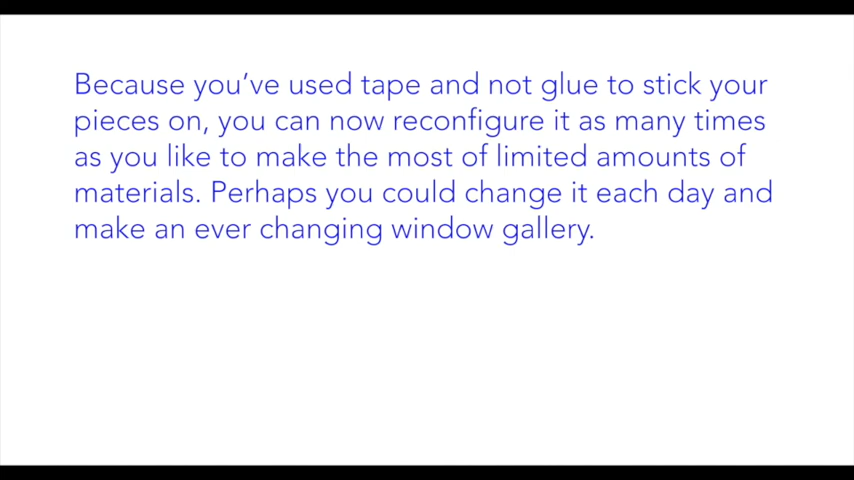 Because you’ve used tape and not glue to stick your
pieces on, you can now reconfigure it as many times
as you like to make the most of limited amounts of
materials. Perhaps you could change it each day and
make an ever changing window gallery.